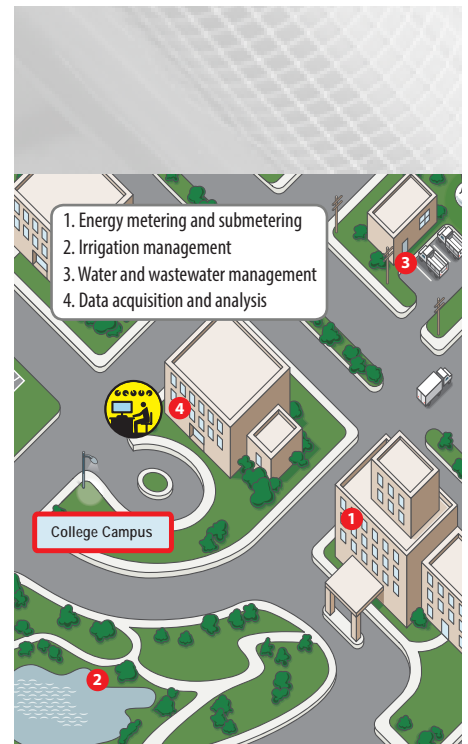 1. Energy metering and submetering
2. Irrigation management
3. Water and wastewater management
4. Data acquisition and analysis
3
4
College Campus
1
2